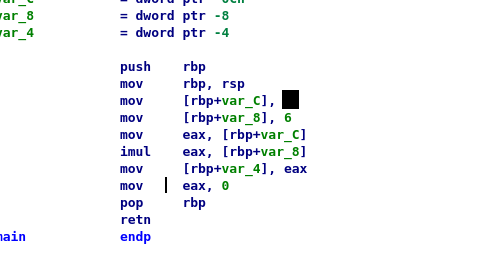 var_C = dword ptr -0Ch
var_8 = dword ptr -8
var_4 = dword ptr -4
push rbp
mov rbp, rsp
mov [rbp+var_C],
mov [rbp+var_8], 6
mov eax, [rbp+var_C]
imul eax, [rbp+var_8]
mov [rbp+var_4], eax
mov eax, 0
pop rbp
retn
main endp